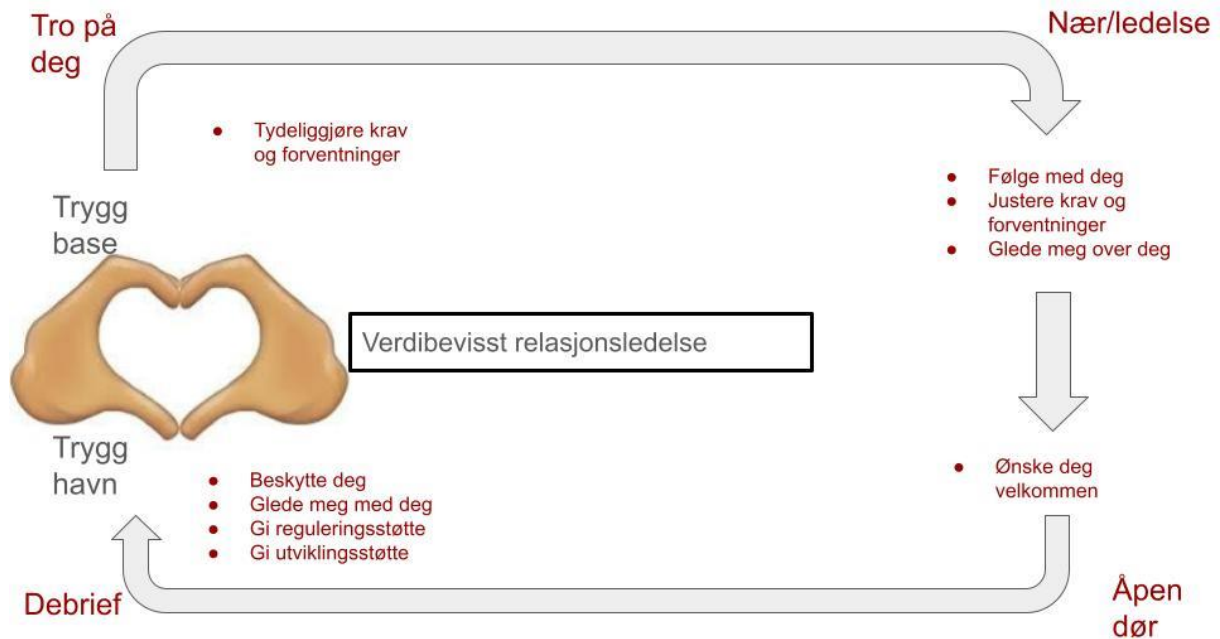 Tro på
deg
Nær/ledelse
● Tydeliggjøre krav
og forventninger
● Følge med deg
● Justere krav og
forventninger
● Glede meg over deg
Trygg
base
Verdibevisst relasjonsledelse
Trygg
havn
● Beskytte deg
● Glede meg med deg
● Gi reguleringsstøtte
● Gi utviklingsstøtte
● Ønske deg
velkommen
Debrief
Åpen
dør